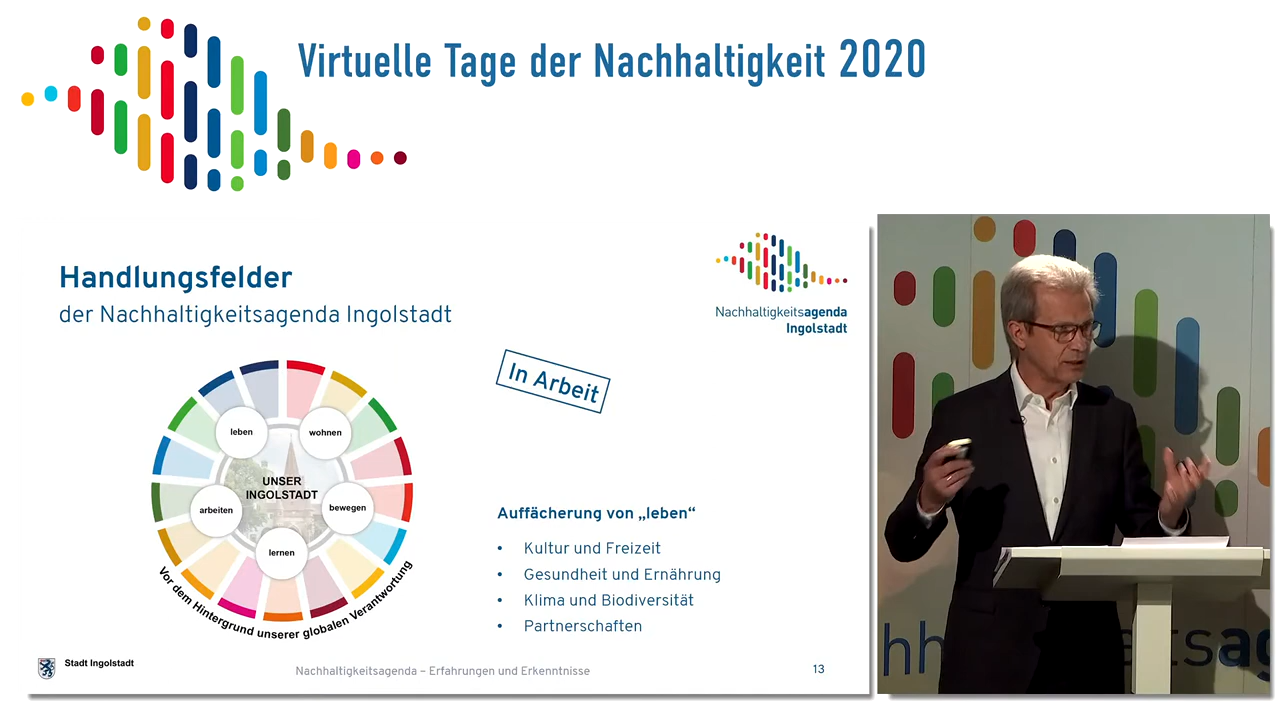 Virtuelle Tage der Nachhaltigkeit 2020
Handlungsfelder
der Nachhaltigkeitsagenda Ingolstadt
Nachhaltigkeitsagenda
Ingolstadt
In Arbeit
leben
wohnen
UNSER
INGOLSTADT
arbeiten
bewegen
lernen
Vor dem Hintergrund unserer globalen Verantwortung
Auffächerung von „leben“
• Kultur und Freizeit
• Gesundheit und Ernährung
• Klima und Biodiversität
• Partnerschaften
Stadt Ingolstadt
Nachhaltigkeitsagenda – Erfahrungen und Erkenntnisse
13